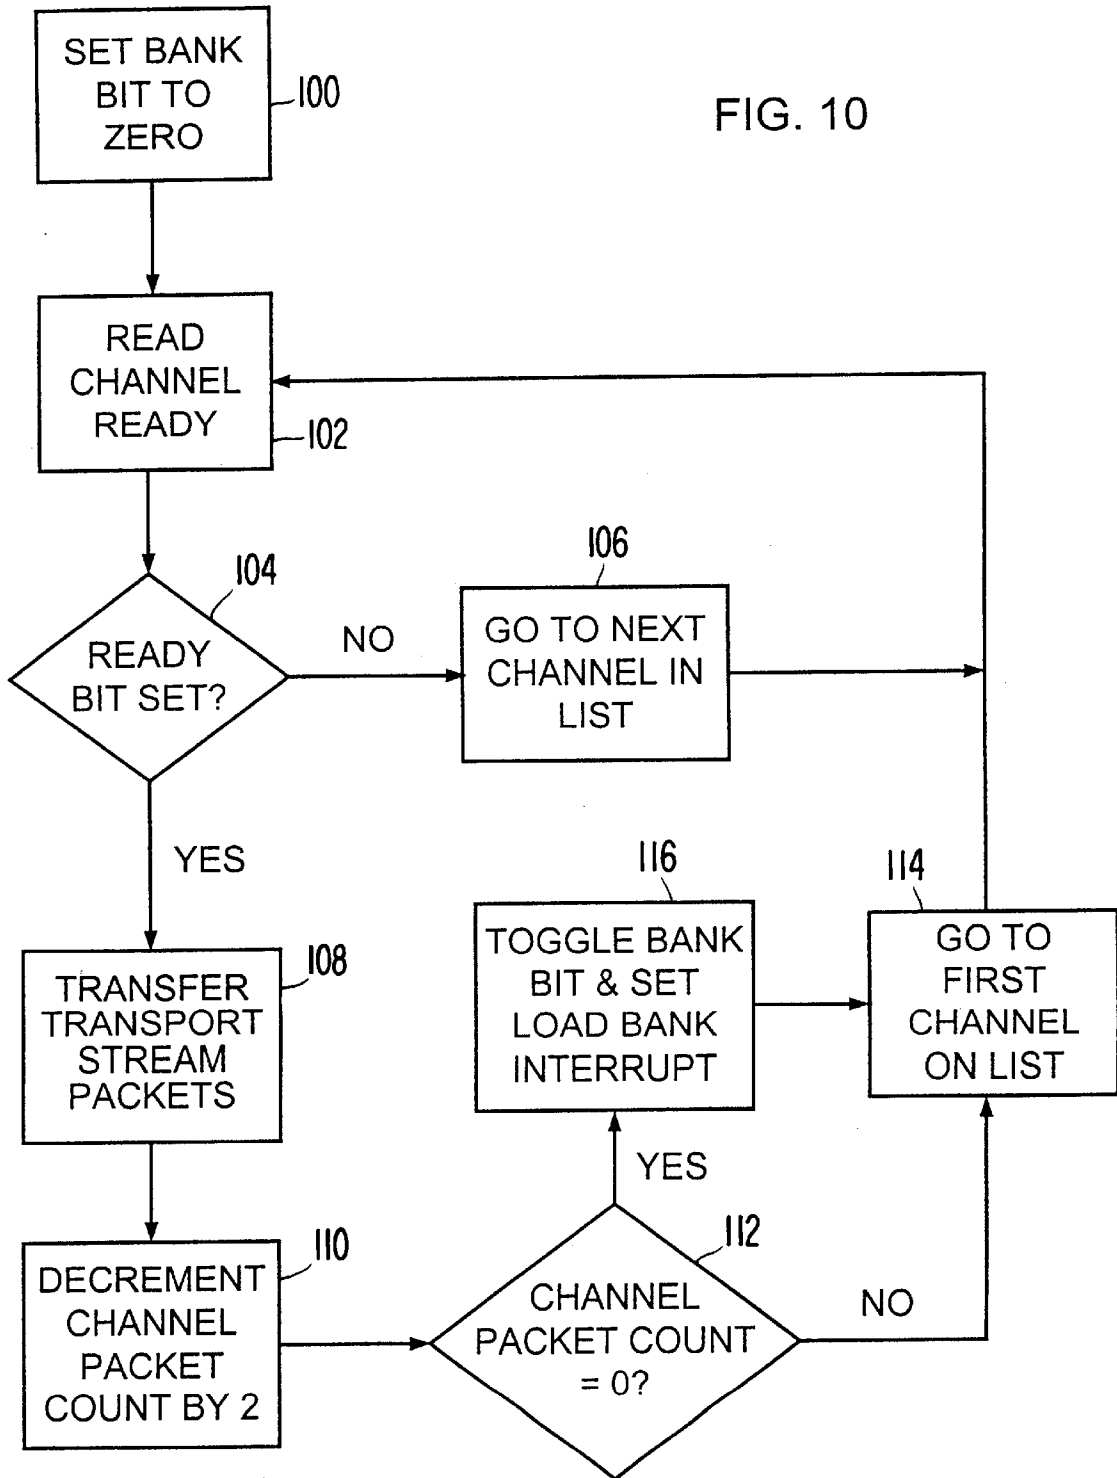 SET BANK
BIT TO
ZERO
100
FIG. 10
READ
CHANNEL
READY
102
104
READY
BIT SET?
NO
106
GO TO NEXT
CHANNEL IN
LIST
YES
108
TRANSFER
TRANSPORT
STREAM
PACKETS
116
TOGGLE BANK
BIT & SET
LOAD BANK
INTERRUPT
114
GO TO
FIRST
CHANNEL
ON LIST
YES
110
DECREMENT
CHANNEL
PACKET
COUNT BY 2
112
CHANNEL
PACKET COUNT
= 0?
NO